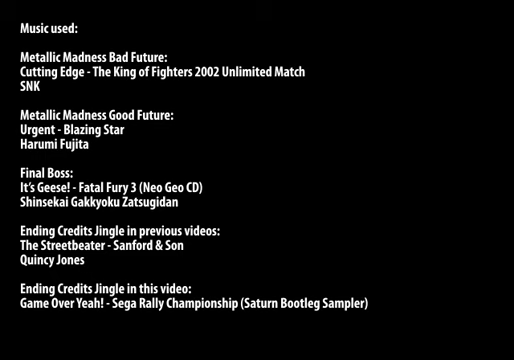 Music used:
Metallic Madness Bad Future:
Cutting Edge - The King of Fighters 2002 Unlimited Match
SNK
Metallic Madness Good Future:
Urgent - Blazing Star
Harumi Fujita
Final Boss:
It's Geese! - Fatal Fury 3 (Neo Geo CD)
Shinsekai Gakkyoku Zatsugidan
Ending Credits Jingle in previous videos:
The Streetbeater - Sanford & Son
Quincy Jones
Ending Credits Jingle in this video:
Game Over Yeah! - Sega Rally Championship (Saturn Bootleg Sampler)